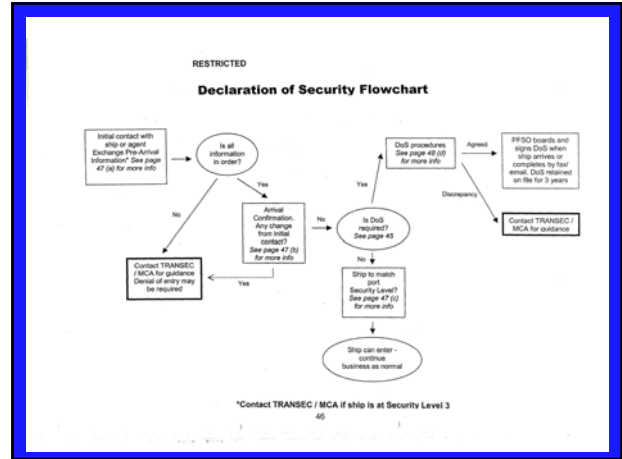 RESTRICTED
Declaration of Security Flowchart
Initial contact with
ship or agent
Exchange Pre-Arrival
Information* See page
47 (a) for more info
Is all
information
in order?
No
Yes
Contact TRANSEC
/ MCA for guidance
Denial of entry may
be required
Arrival
Confirmation.
Any change
from initial
contact?
See page 47 (b)
for more info
Yes
No
Is DoS
required?
See page 45
Yes
DoS procedures
See page 48 (d)
for more info
Agreed
PFSO boards and
signs DoS when
ship arrives or
completes by fax/
email. DoS retained
on file for 3 years
Discrepancy
Contact TRANSEC /
MCA for guidance
No
Ship to match
port
Security Level?
See page 47 (c)
for more info
Ship can enter -
continue
business as normal
*Contact TRANSEC / MCA if ship is at Security Level 3
46